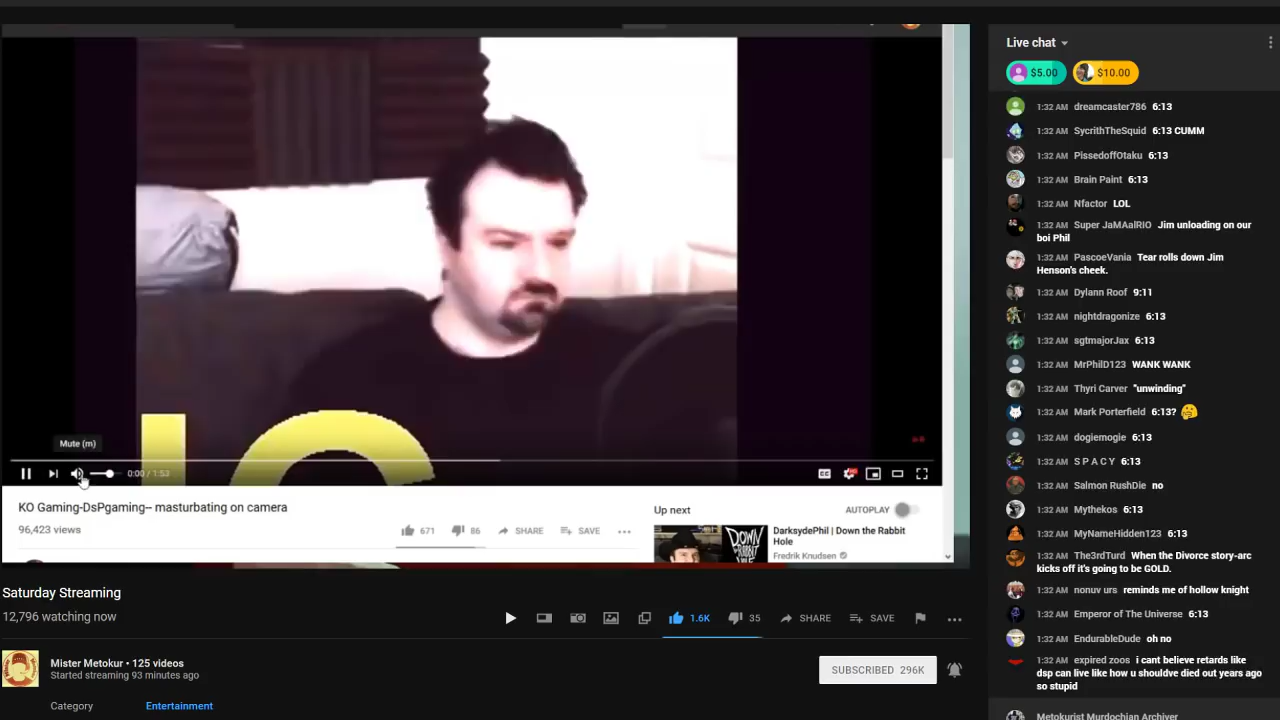 Mute (m)
0:00 / 1:53
KO Gaming-DsPgaming-- masturbating on camera
96,423 views
671
86
SHARE
SAVE
Up next
AUTOPLAY
DarksydePhil | Down the Rabbit
Hole
Fredrik Knudsen
DOWN
Saturday Streaming
12,796 watching now
1.6K
35
SHARE
SAVE
Mister Metokur • 125 videos
Started streaming 93 minutes ago
SUBSCRIBED 296K
Category
Entertainment
Live chat
$5.00
$10.00
1:32 AM dreamcaster786 6:13
1:32 AM SycrithTheSquid 6:13 CUMM
1:32 AM PissedoffOtaku 6:13
1:32 AM Brain Paint 6:13
1:32 AM Nfactor LOL
1:32 AM Super JaMAalRIO Jim unloading on our
boi Phil
1:32 AM PascoeVania Tear rolls down Jim
Henson's cheek.
1:32 AM Dylann Roof 9:11
1:32 AM nightdragonize 6:13
1:32 AM sgtmajorJax 6:13
1:32 AM MrPhilD123 WANK WANK
1:32 AM Thyri Carver "unwinding"
1:32 AM Mark Porterfield 6:13? 🤔
1:32 AM dogiemogie 6:13
1:32 AM S P A C Y 6:13
1:32 AM Salmon RushDie no
1:32 AM Mythekos 6:13
1:32 AM MyNameHidden123 6:13
1:32 AM The3rdTurd When the Divorce story-arc
kicks off it's going to be GOLD.
1:32 AM nonuv urs reminds me of hollow knight
1:32 AM Emperor of The Universe 6:13
1:32 AM EndurableDude oh no
1:32 AM expired zoos i cant believe retards like
dsp can live like how u shouldve died out years ago
so stupid
Metokurist Murdochian Archiver